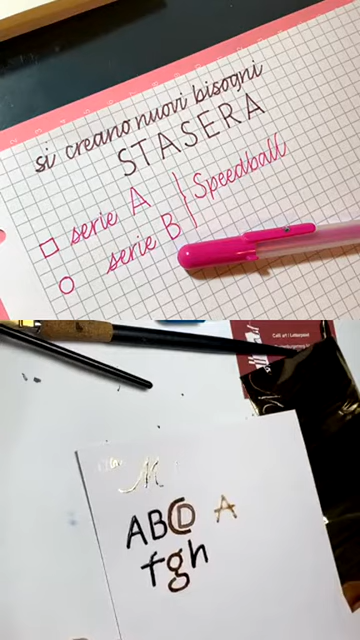 si creano nuovi bisogni
STASERA
serie A
serie B
Speedball
M
ABCD A
fgh